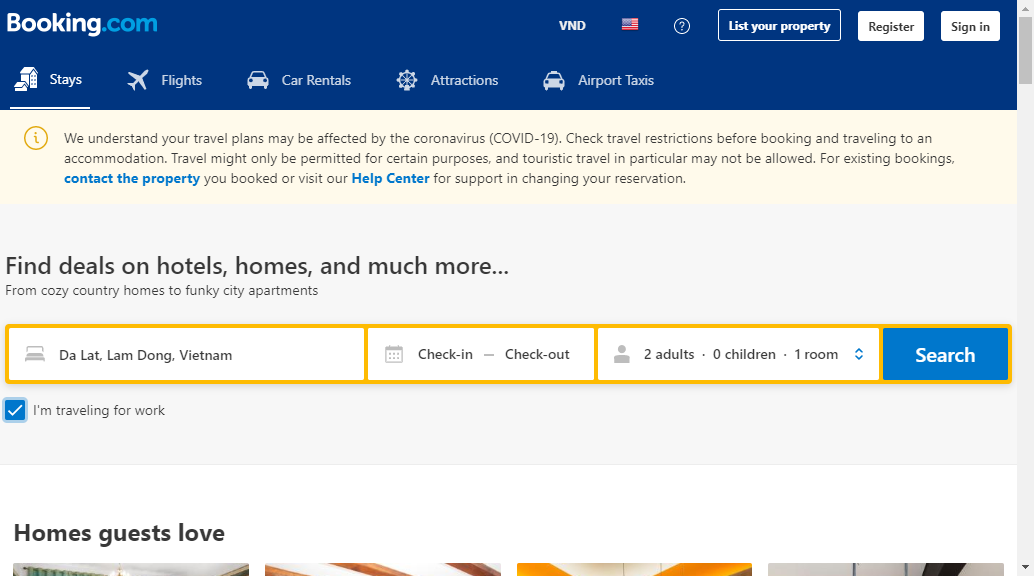 Booking.com
VND
List your property
Register
Sign in
Stays
Flights
Car Rentals
Attractions
Airport Taxis
We understand your travel plans may be affected by the coronavirus (COVID-19). Check travel restrictions before booking and traveling to an
accommodation. Travel might only be permitted for certain purposes, and touristic travel in particular may not be allowed. For existing bookings,
contact the property you booked or visit our Help Center for support in changing your reservation.
Find deals on hotels, homes, and much more...
From cozy country homes to funky city apartments
Da Lat, Lam Dong, Vietnam
Check-in — Check-out
2 adults · 0 children · 1 room
Search
I'm traveling for work
Homes guests love